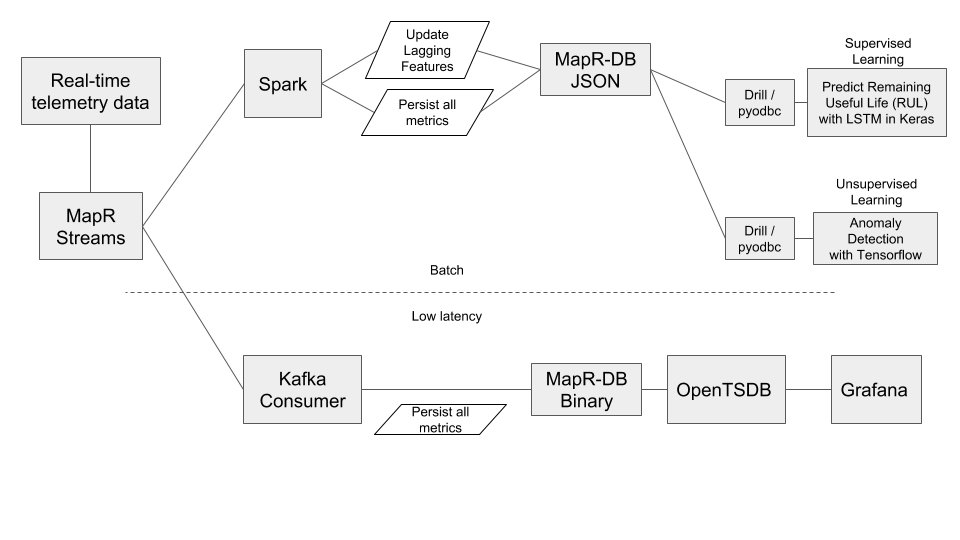 Real-time
telemetry data
MapR
Streams
Spark
Update
Lagging
Features
Persist all
metrics
MapR-DB
JSON
Drill /
pyodbc
Supervised
Learning
Predict Remaining
Useful Life (RUL)
with LSTM in Keras
Drill /
pyodbc
Unsupervised
Learning
Anomaly
Detection
with Tensorflow
Batch
Low latency
Kafka
Consumer
Persist all
metrics
MapR-DB
Binary
OpenTSDB
Grafana